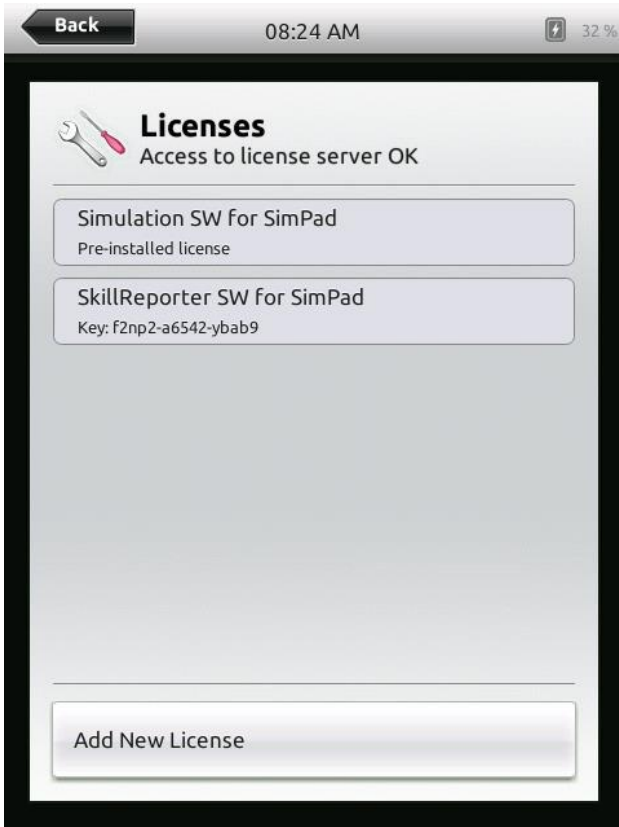 Back
08:24 AM
32 %
Licenses
Access to license server OK
Simulation SW for SimPad
Pre-installed license
SkillReporter SW for SimPad
Key: f2np2-a6542-ybab9
Add New License